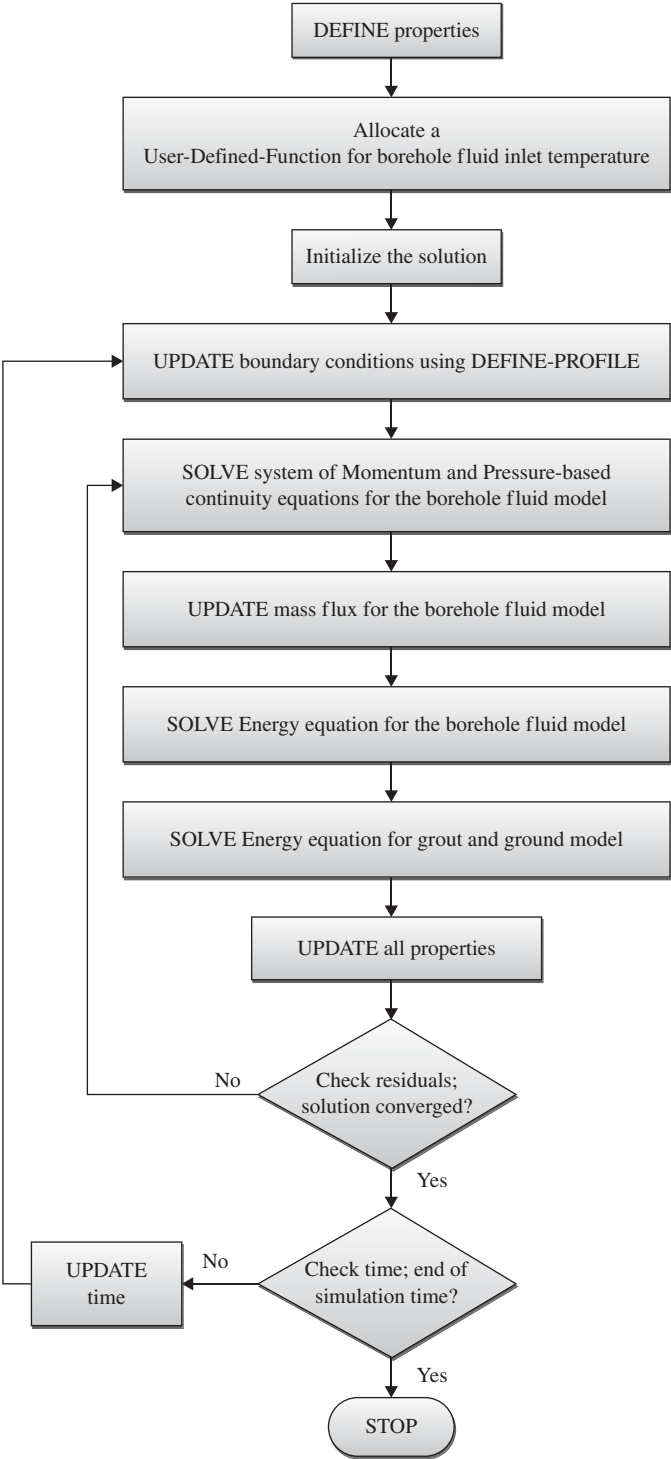 DEFINE properties
Allocate a
User-Defined-Function for borehole fluid inlet temperature
Initialize the solution
UPDATE boundary conditions using DEFINE-PROFILE
SOLVE system of Momentum and Pressure-based
continuity equations for the borehole fluid model
UPDATE mass flux for the borehole fluid model
SOLVE Energy equation for the borehole fluid model
SOLVE Energy equation for grout and ground model
UPDATE all properties
No
Check residuals;
solution converged?
Yes
UPDATE
time
No
Check time; end of
simulation time?
Yes
STOP